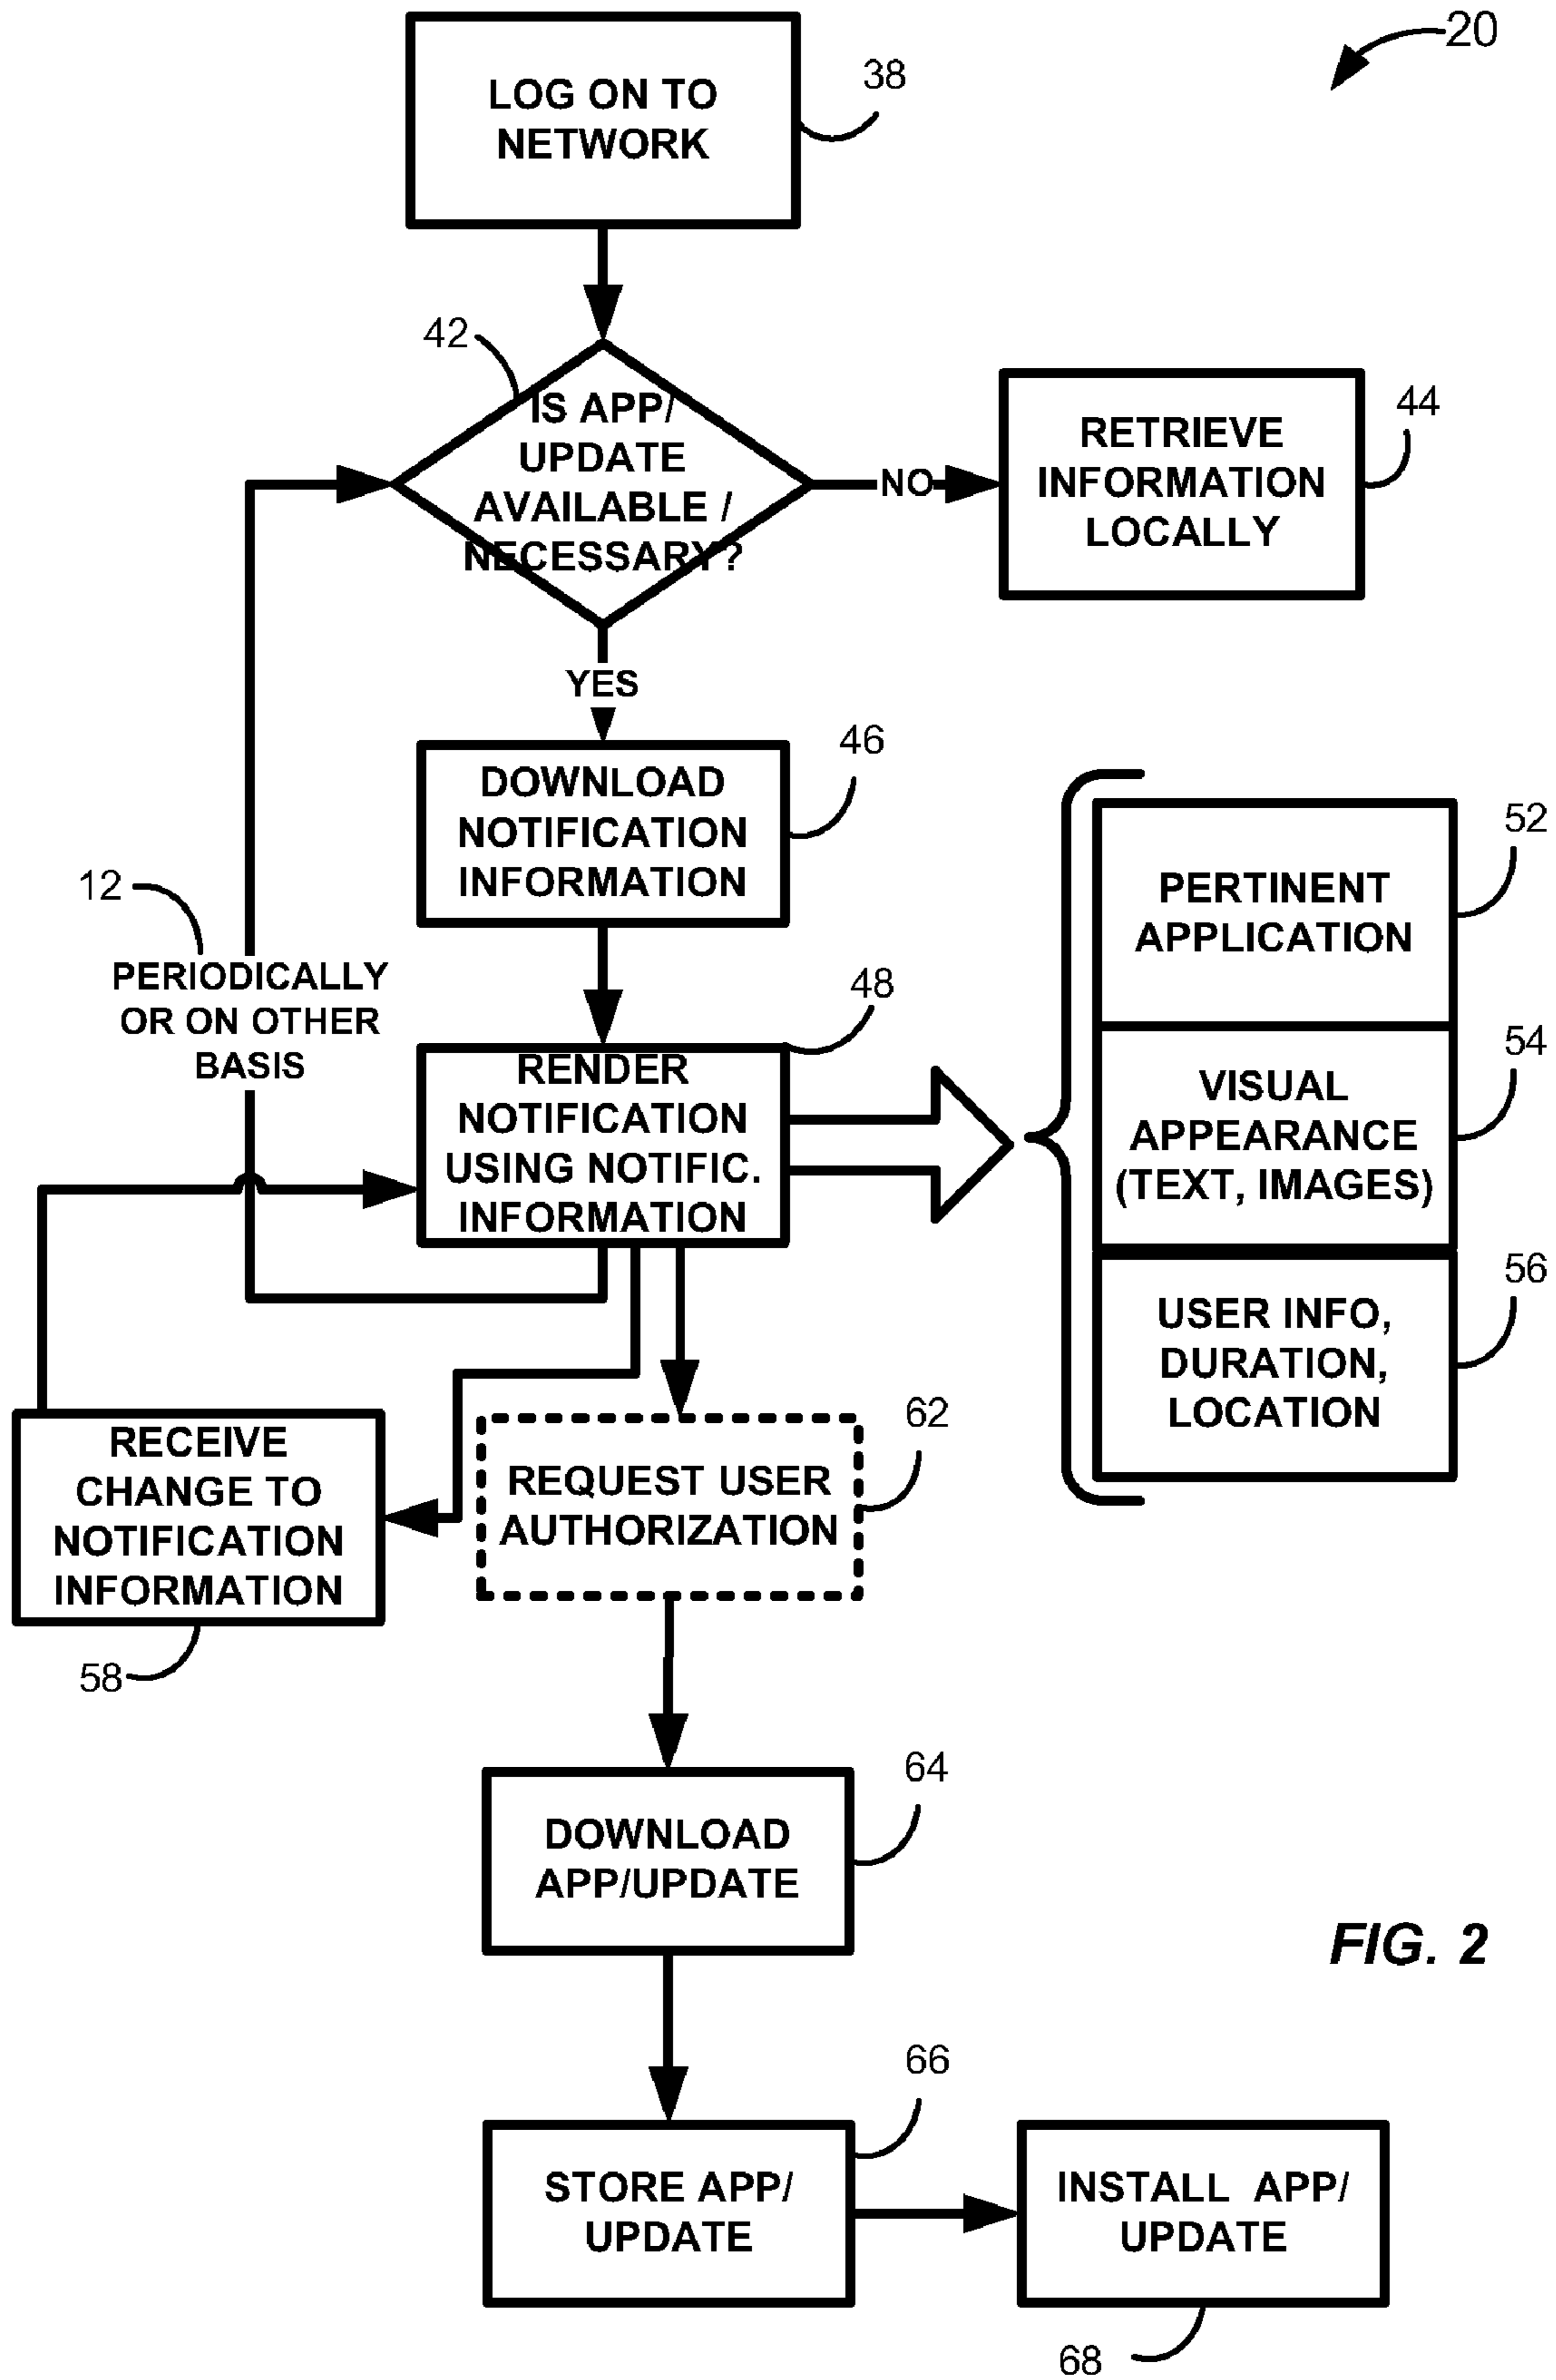 20
LOG ON TO
NETWORK
38
42
IS APP/
UPDATE
AVAILABLE /
NECESSARY?
NO
RETRIEVE
INFORMATION
LOCALLY
44
YES
DOWNLOAD
NOTIFICATION
INFORMATION
46
12
PERIODICALLY
OR ON OTHER
BASIS
RENDER
NOTIFICATION
USING NOTIFIC.
INFORMATION
48
PERTINENT
APPLICATION
52
VISUAL
APPEARANCE
(TEXT, IMAGES)
54
USER INFO,
DURATION,
LOCATION
56
RECEIVE
CHANGE TO
NOTIFICATION
INFORMATION
58
REQUEST USER
AUTHORIZATION
62
DOWNLOAD
APP/UPDATE
64
FIG. 2
STORE APP/
UPDATE
66
INSTALL APP/
UPDATE
68